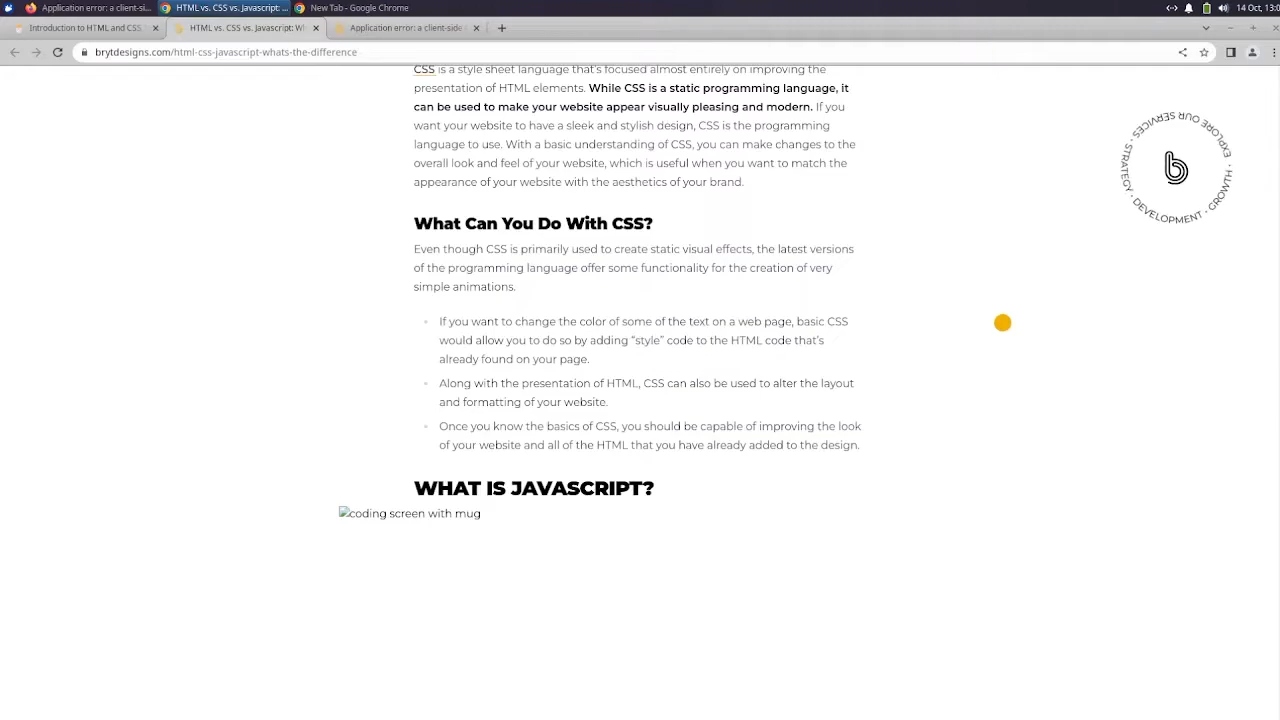 Application error: a client-si...
HTML vs. CSS vs. Javascript: ...
New Tab - Google Chrome
14 Oct, 13:0
Introduction to HTML and CSS
HTML vs. CSS vs. Javascript: W
Application error: a client-side
brytdesigns.com/html-css-javascript-whats-the-difference
CSS is a style sheet language that's focused almost entirely on improving the
presentation of HTML elements. While CSS is a static programming language, it
can be used to make your website appear visually pleasing and modern. If you
want your website to have a sleek and stylish design, CSS is the programming
language to use. With a basic understanding of CSS, you can make changes to the
overall look and feel of your website, which is useful when you want to match the
appearance of your website with the aesthetics of your brand.
EXPLORE OUR SERVICES · STRATEGY · DEVELOPMENT · GROWTH ·
b
What Can You Do With CSS?
Even though CSS is primarily used to create static visual effects, the latest versions
of the programming language offer some functionality for the creation of very
simple animations.
If you want to change the color of some of the text on a web page, basic CSS
would allow you to do so by adding “style” code to the HTML code that’s
already found on your page.
Along with the presentation of HTML, CSS can also be used to alter the layout
and formatting of your website.
Once you know the basics of CSS, you should be capable of improving the look
of your website and all of the HTML that you have already added to the design.
WHAT IS JAVASCRIPT?
coding screen with mug